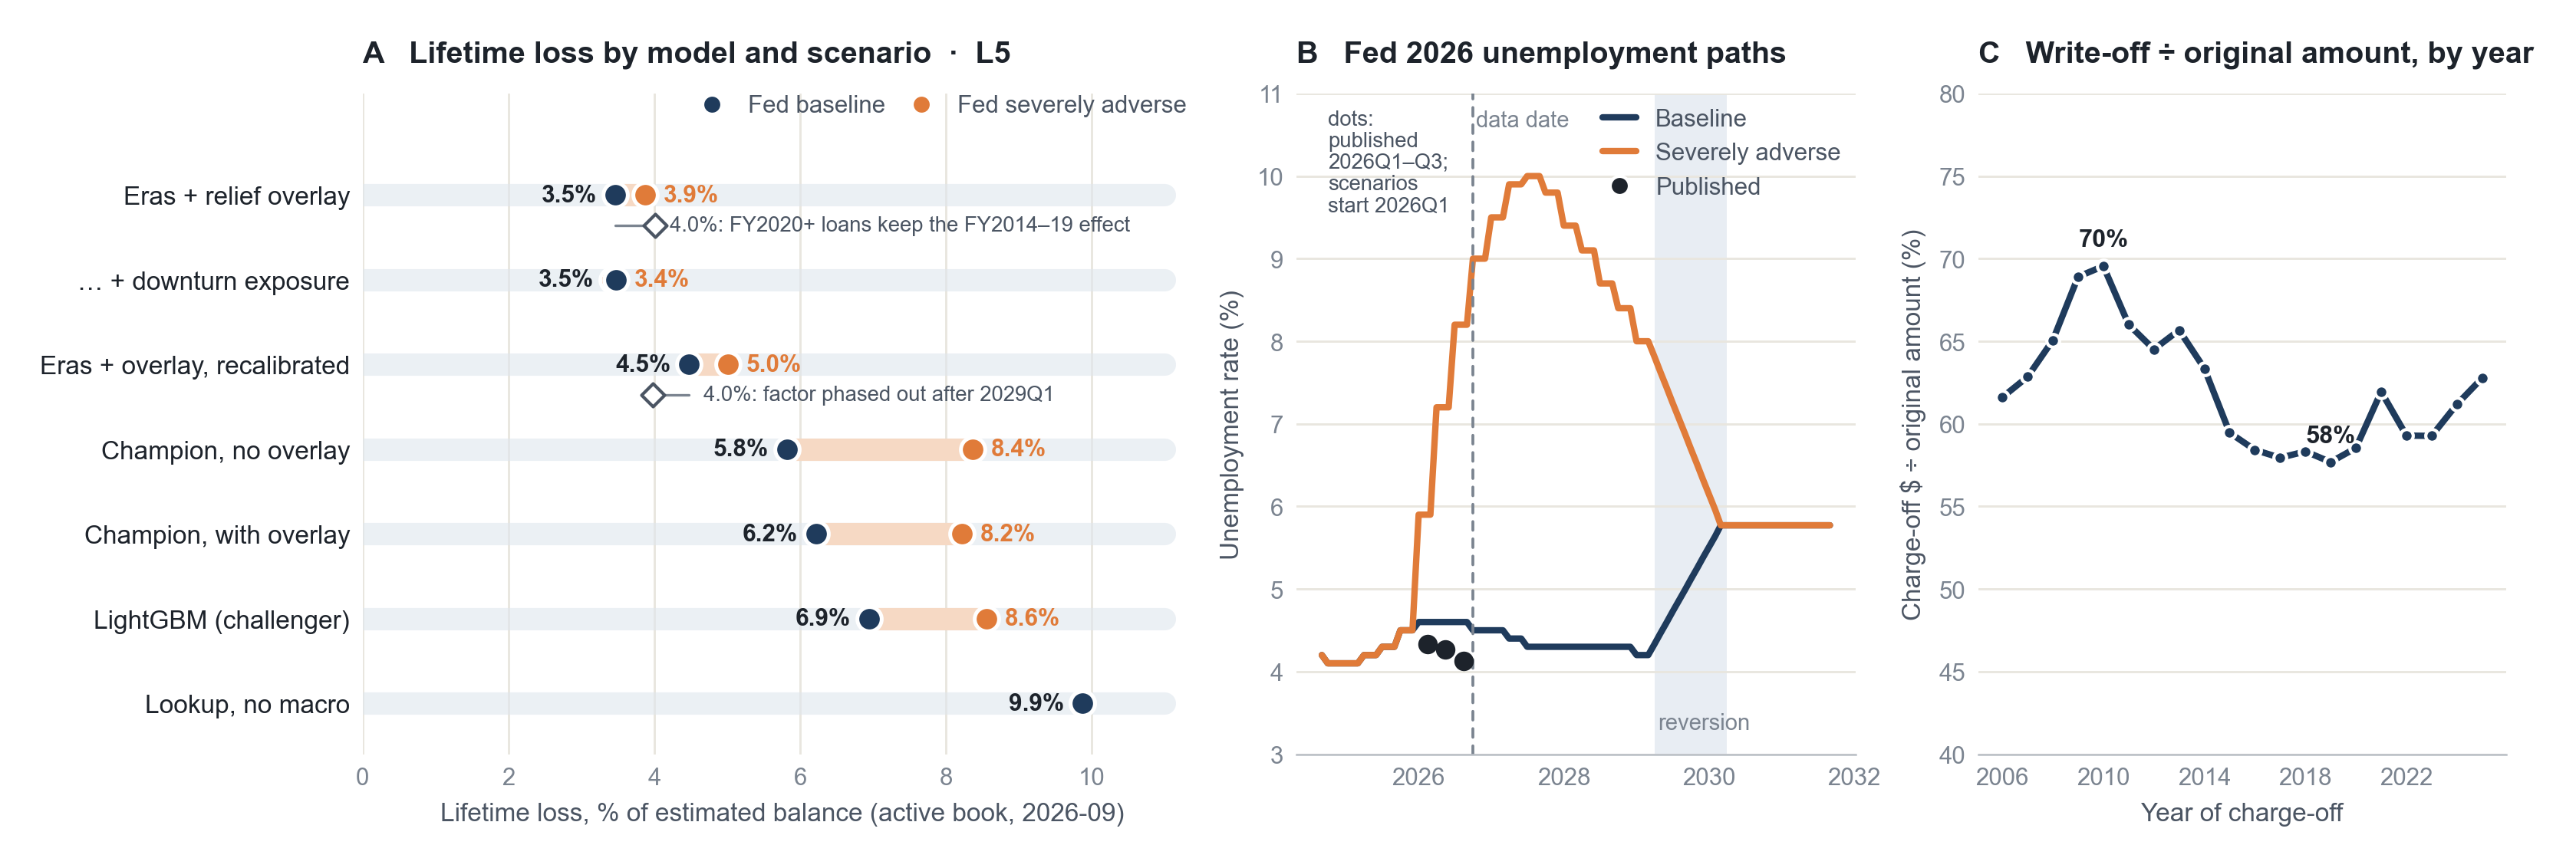 A Lifetime loss by model and scenario · L5
Fed baseline
Fed severely adverse
Eras + relief overlay
3.5%
3.9%
4.0%: FY2020+ loans keep the FY2014–19 effect
… + downturn exposure
3.5%
3.4%
Eras + overlay, recalibrated
4.5%
5.0%
4.0%: factor phased out after 2029Q1
Champion, no overlay
5.8%
8.4%
Champion, with overlay
6.2%
8.2%
LightGBM (challenger)
6.9%
8.6%
Lookup, no macro
9.9%
0 2 4 6 8 10
Lifetime loss, % of estimated balance (active book, 2026-09)
B Fed 2026 unemployment paths
Unemployment rate (%)
11
10
9
8
7
6
5
4
3
dots:
published
2026Q1–Q3;
scenarios
start 2026Q1
data date
Baseline
Severely adverse
Published
reversion
2026 2028 2030 2032
C Write-off ÷ original amount, by year
Charge-off $ ÷ original amount (%)
80
75
70
65
60
55
50
45
40
70%
58%
2006 2010 2014 2018 2022
Year of charge-off